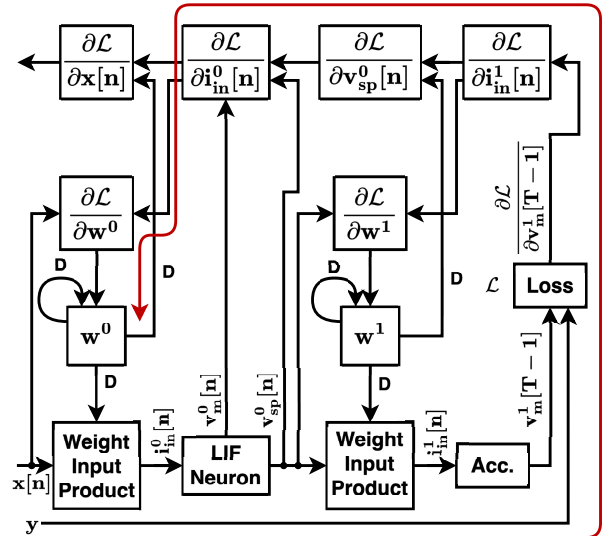 ∂ℒ
∂x[n]
∂ℒ
∂i⁰ᵢₙ[n]
∂ℒ
∂v⁰ₛₚ[n]
∂ℒ
∂i¹ᵢₙ[n]
∂ℒ
∂w⁰
∂ℒ
∂w¹
∂ℒ
∂v¹ₘ[T − 1]
D
D
D
D
ℒ
Loss
w⁰
w¹
D
D
v⁰ₘ[n]
v⁰ₛₚ[n]
v¹ₘ[T − 1]
Weight
Input
Product
i⁰ᵢₙ[n]
LIF
Neuron
Weight
Input
Product
i¹ᵢₙ[n]
Acc.
x[n]
y